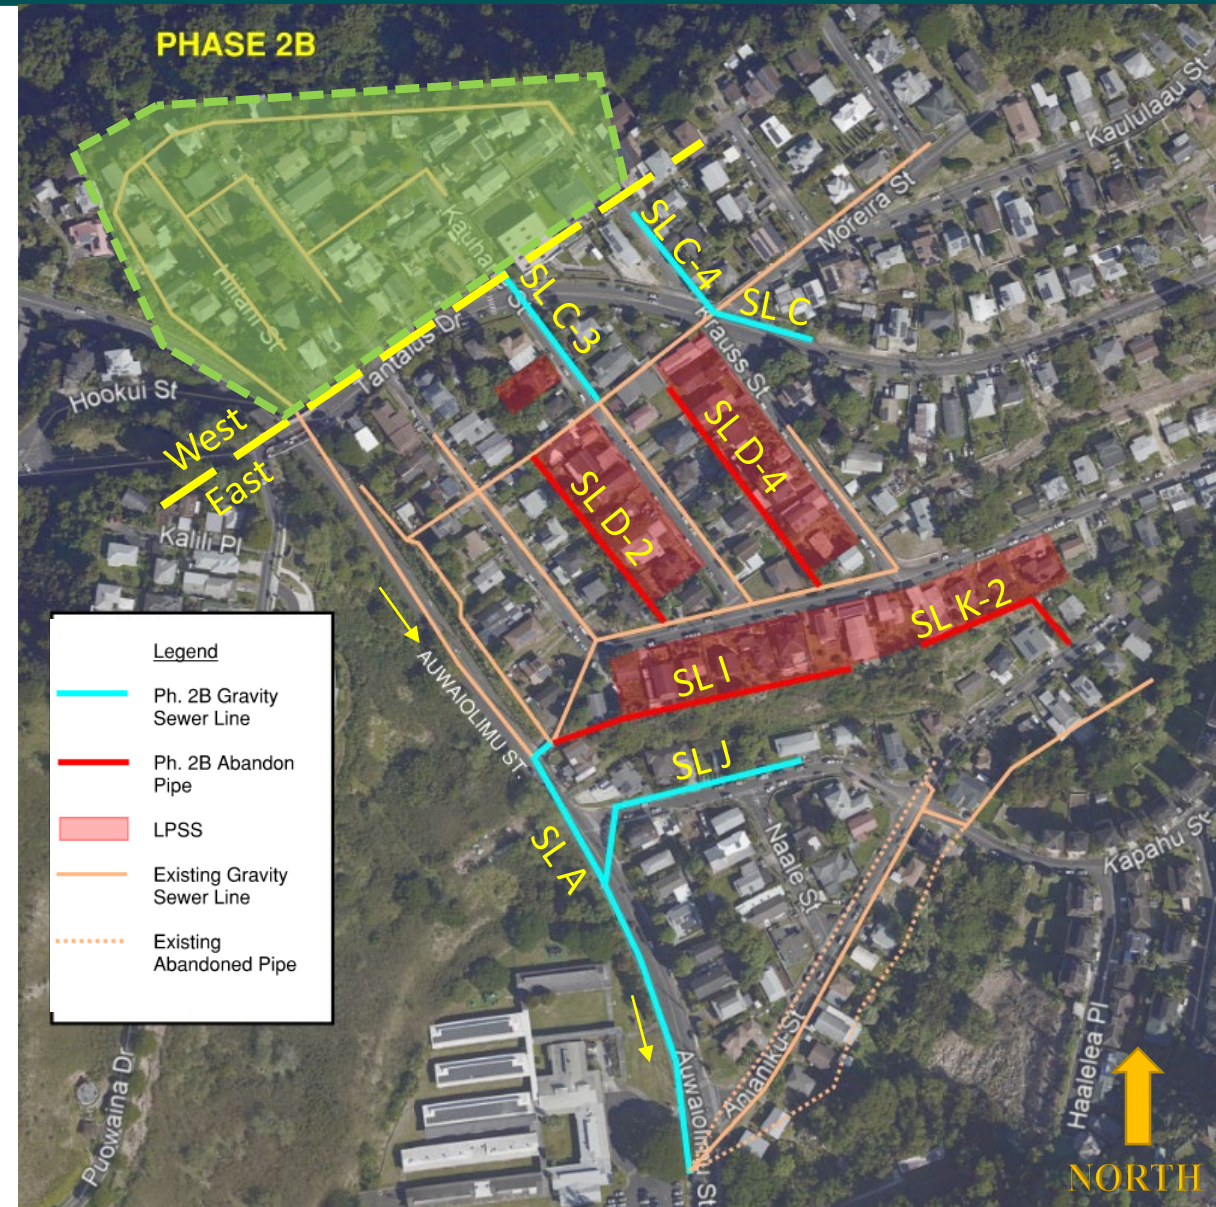 PHASE 2B
Kaululaau St
SL C-4
Moreira St
Kauha
St
SL C-3
SL C
Hiilani St
Tantalus Dr
Krauss St
Hookui St
West
East
SL D-4
SL D-2
Kalili Pl
SL K-2
SL I
AUWAIOLIMU ST.
SL J
SL A
Naale St
Kapahu St
Legend
Ph. 2B Gravity
Sewer Line
Ph. 2B Abandon
Pipe
LPSS
Existing Gravity
Sewer Line
Existing
Abandoned Pipe
Anianiku St
Auwaiolimu St
Haalelea Pl
Puowaina Dr
NORTH